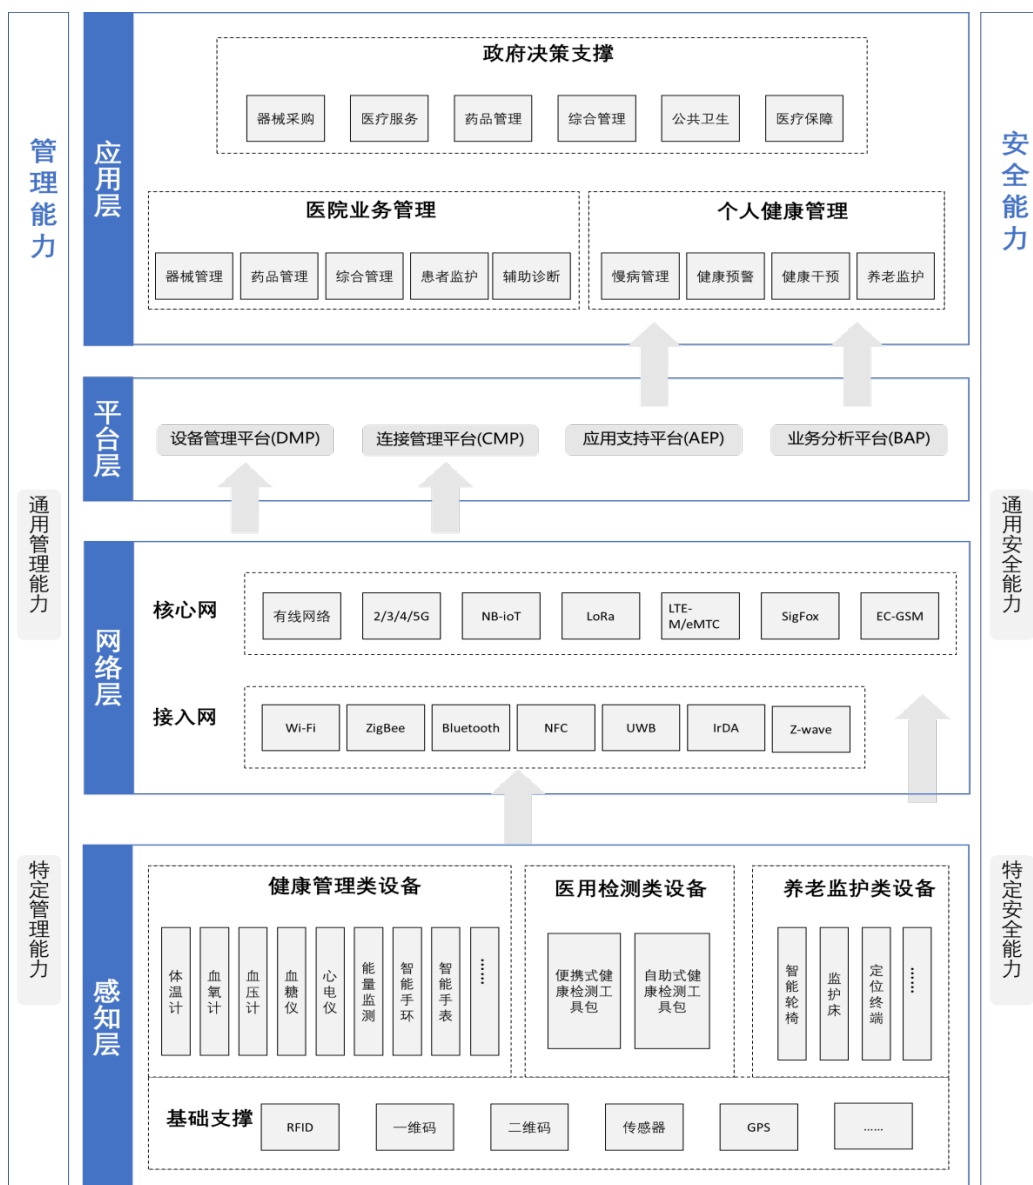 管理能力
通用管理能力
特定管理能力
应用层
政府决策支撑
器械采购
医疗服务
药品管理
综合管理
公共卫生
医疗保障
医院业务管理
器械管理
药品管理
综合管理
患者监护
辅助诊断
个人健康管理
慢病管理
健康预警
健康干预
养老监护
平台层
设备管理平台(DMP)
连接管理平台(CMP)
应用支持平台(AEP)
业务分析平台(BAP)
网络层
核心网
有线网络
2/3/4/5G
NB-ioT
LoRa
LTE-
M/eMTC
SigFox
EC-GSM
接入网
Wi-Fi
ZigBee
Bluetooth
NFC
UWB
IrDA
Z-wave
感知层
健康管理类设备
体温计
血氧计
血压计
血糖仪
心电仪
能量监测
智能手环
智能手表
……
医用检测类设备
便携式健
康检测工
具包
自助式健
康检测工
具包
养老监护类设备
智能轮椅
监护床
定位终端
……
基础支撑
RFID
一维码
二维码
传感器
GPS
……
安全能力
通用安全能力
特定安全能力